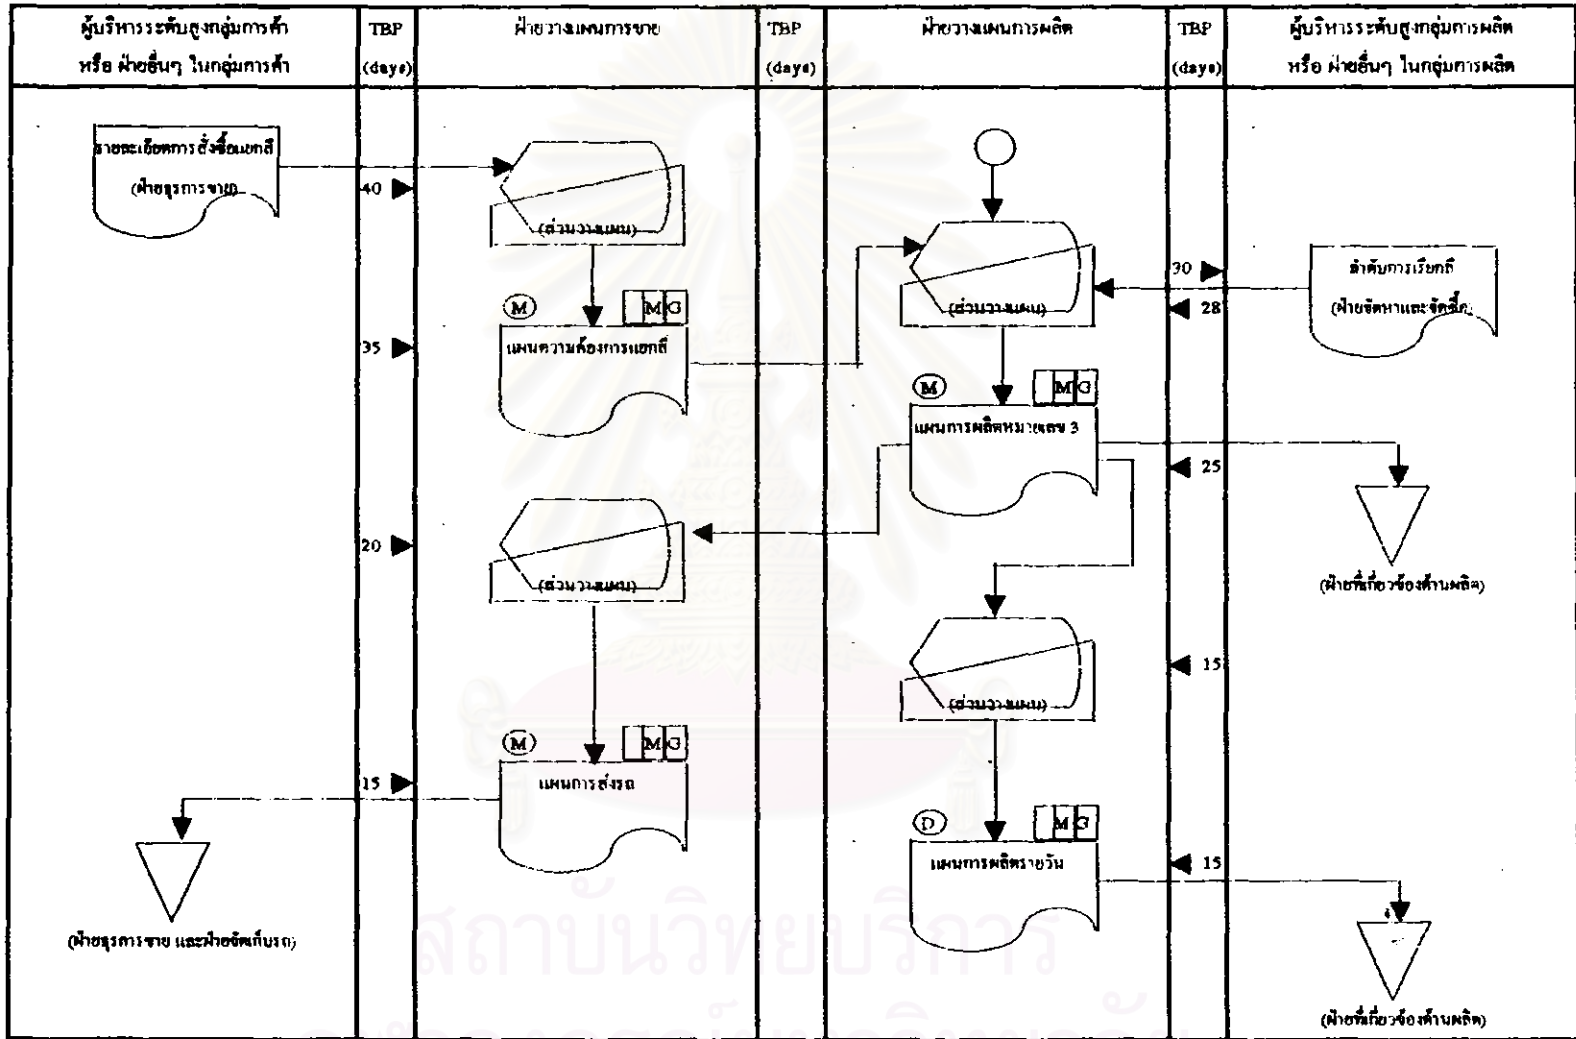 ผู้บริหารระดับสูงกลุ่มการค้า
หรือ ฝ่ายอื่นๆ ในกลุ่มการค้า
TBP
(days)
ฝ่ายวางแผนการขาย
TBP
(days)
ฝ่ายวางแผนการผลิต
TBP
(days)
ผู้บริหารระดับสูงกลุ่มการผลิต
หรือ ฝ่ายอื่นๆ ในกลุ่มการผลิต
รายละเอียดการสั่งซื้อแยกสี
(ฝ่ายธุรการขาย)
40
(ส่วนวางแผน)
(ส่วนวางแผน)
30
28
ลำดับการเรียกสี
(ฝ่ายจัดหาและจัดซื้อ)
M
M G
35
แผนความต้องการแยกสี
M
M G
แผนการผลิตหมายเลข 3
25
20
(ส่วนวางแผน)
(ฝ่ายที่เกี่ยวข้องด้านผลิต)
(ส่วนวางแผน)
15
M
M G
15
แผนการส่งรถ
D
M G
แผนการผลิตรายวัน
15
(ฝ่ายธุรการขาย และฝ่ายจัดเก็บรถ)
(ฝ่ายที่เกี่ยวข้องด้านผลิต)
สถาบันวิทยบริการ